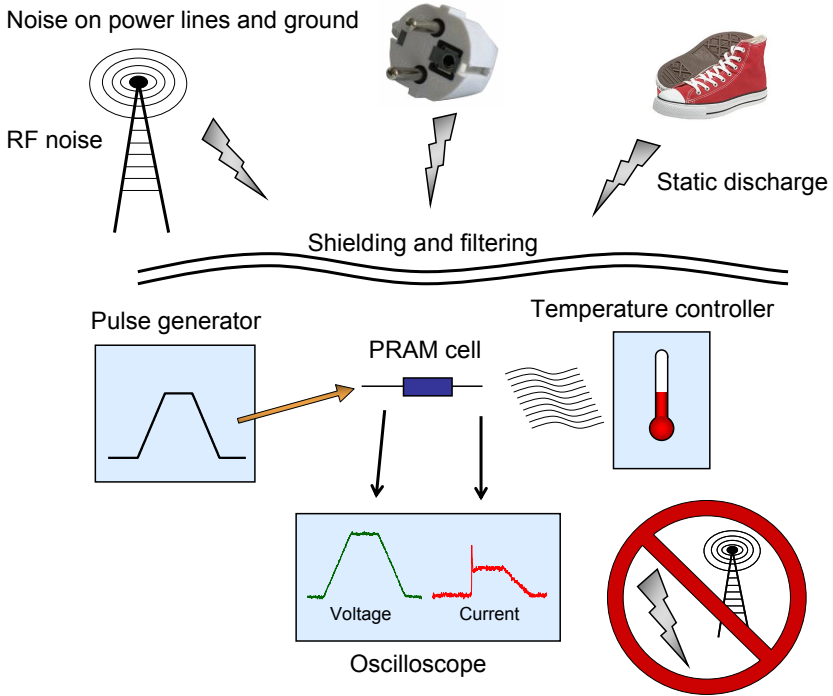 Noise on power lines and ground
RF noise
Static discharge
Shielding and filtering
Temperature controller
Pulse generator
PRAM cell
Voltage
Current
Oscilloscope